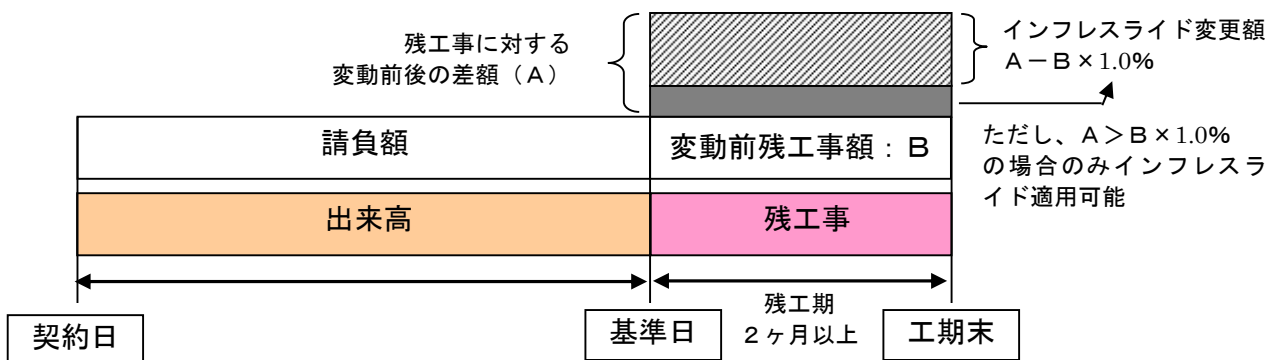 残工事に対する
変動前後の差額（Ａ）
インフレスライド変更額
Ａ－Ｂ×1.0%
請負額
変動前残工事額：Ｂ
ただし、Ａ＞Ｂ×1.0%
の場合のみインフレスラ
イド適用可能
出来高
残工事
残工期
２ヶ月以上
契約日
基準日
工期末